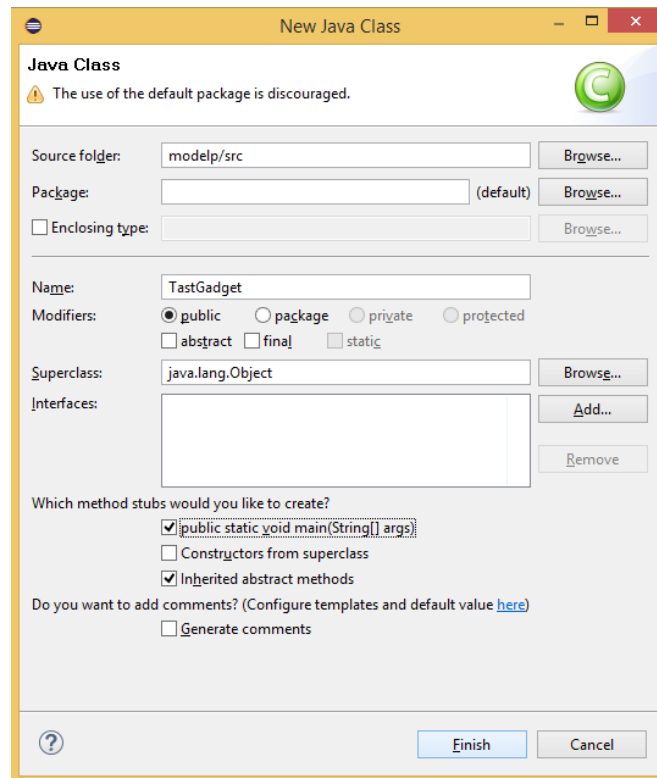 New Java Class
Java Class
The use of the default package is discouraged.
Source folder: modelp/src Browse...
Package: (default) Browse...
Enclosing type: Browse...
Name: TastGadget
Modifiers: public package private protected
abstract final static
Superclass: java.lang.Object Browse...
Interfaces: Add...
Remove
Which method stubs would you like to create?
public static void main(String[] args)
Constructors from superclass
Inherited abstract methods
Do you want to add comments? (Configure templates and default value here)
Generate comments
Finish Cancel